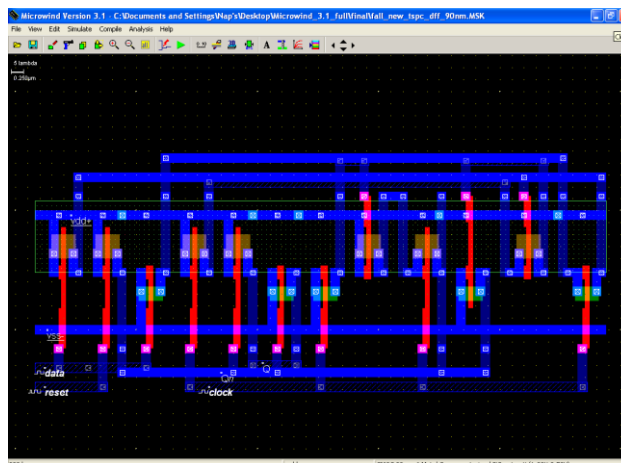 Microwind Version 3.1 - C:\Documents and Settings\Nap's\Desktop\Microwind_3.1_full\final\fall_new_tspc_dff_90nm.MSK
File View Edit Simulate Compile Analysis Help
5 lambda
0.250µm
vdd+
vss-
data
Q
Qn
reset
clock